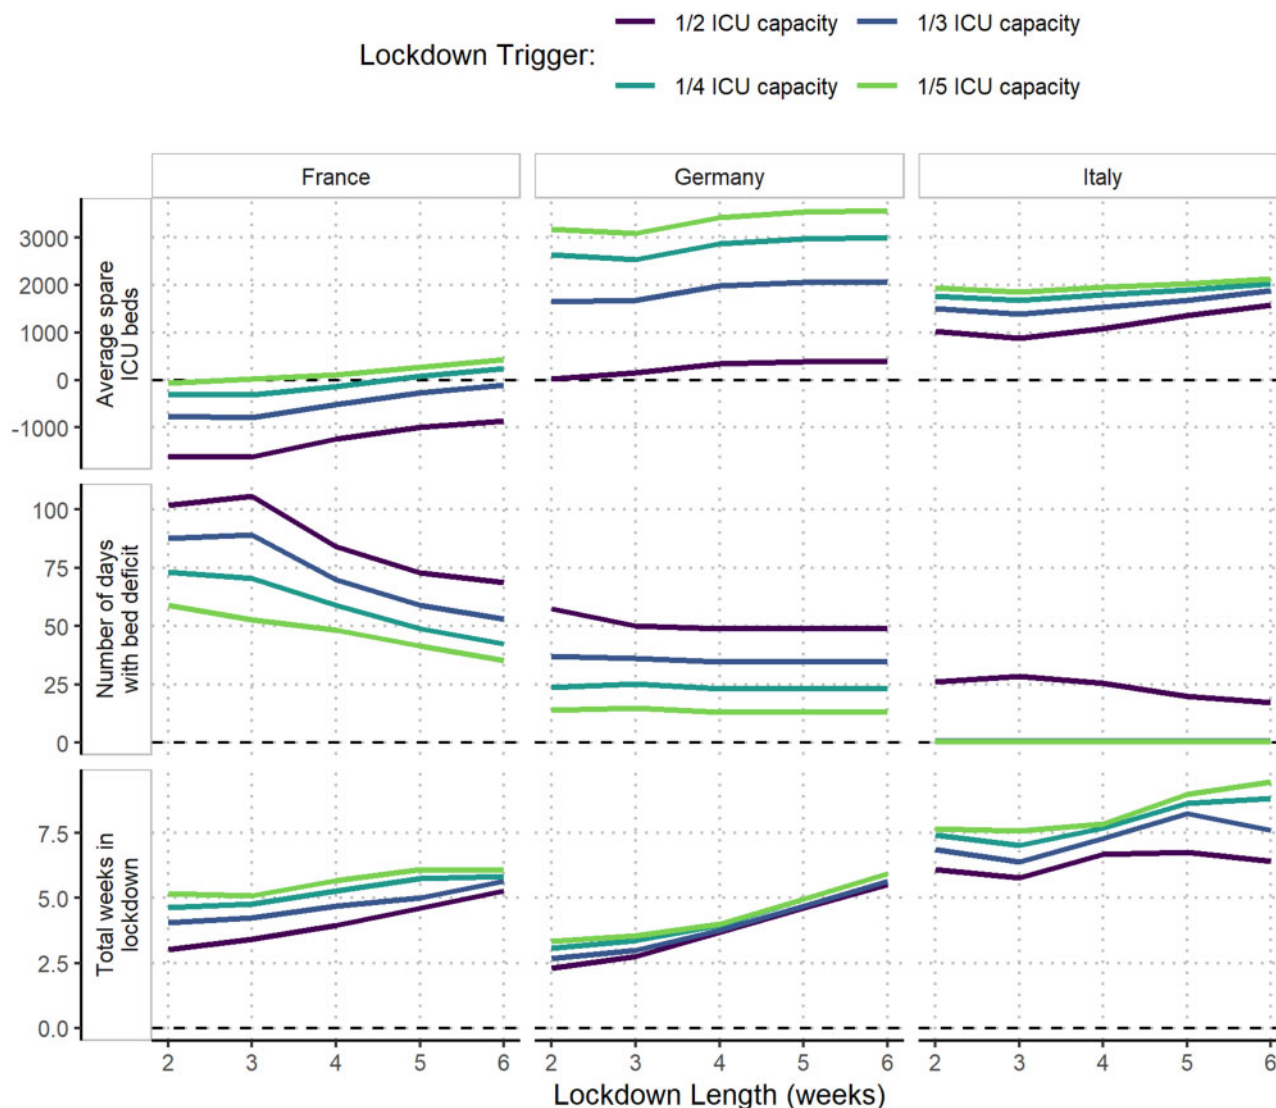 Lockdown Trigger:
1/2 ICU capacity
1/3 ICU capacity
1/4 ICU capacity
1/5 ICU capacity
France
Germany
Italy
Average spare
ICU beds
3000
2000
1000
0
-1000
Number of days
with bed deficit
100
75
50
25
0
Total weeks in
lockdown
7.5
5.0
2.5
0.0
2 3 4 5 6
2 3 4 5 6
2 3 4 5 6
Lockdown Length (weeks)